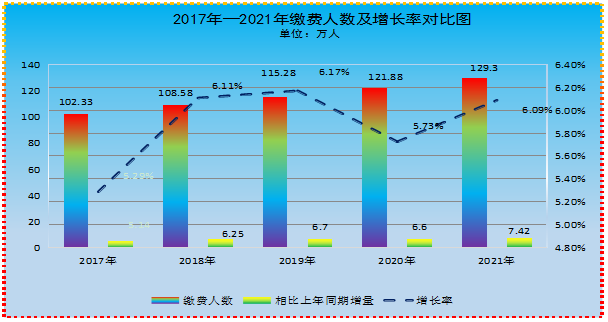 2017年—2021年缴费人数及增长率对比图
单位：万人
140 120 100 80 60 40 20 0
6.40% 6.20% 6.00% 5.80% 5.60% 5.40% 5.20% 5.00% 4.80%
102.33 108.58 115.28 121.88 129.3
5.29% 6.11% 6.17% 5.73% 6.09%
6.25 6.7 6.6 7.42
2017年 2018年 2019年 2020年 2021年
缴费人数 相比上年同期增量 增长率